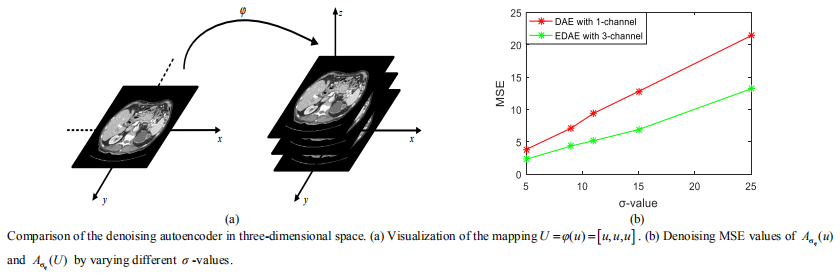 φ
z
x
y
x
y
(a)
MSE
25
20
15
10
5
0
DAE with 1-channel
EDAE with 3-channel
5
10
15
20
25
σ-value
(b)
Comparison of the denoising autoencoder in three-dimensional space. (a) Visualization of the mapping U = φ(u) = [u,u,u] . (b) Denoising MSE values of A_{σ_η}(u)
and A_{σ_η}(U) by varying different σ -values.